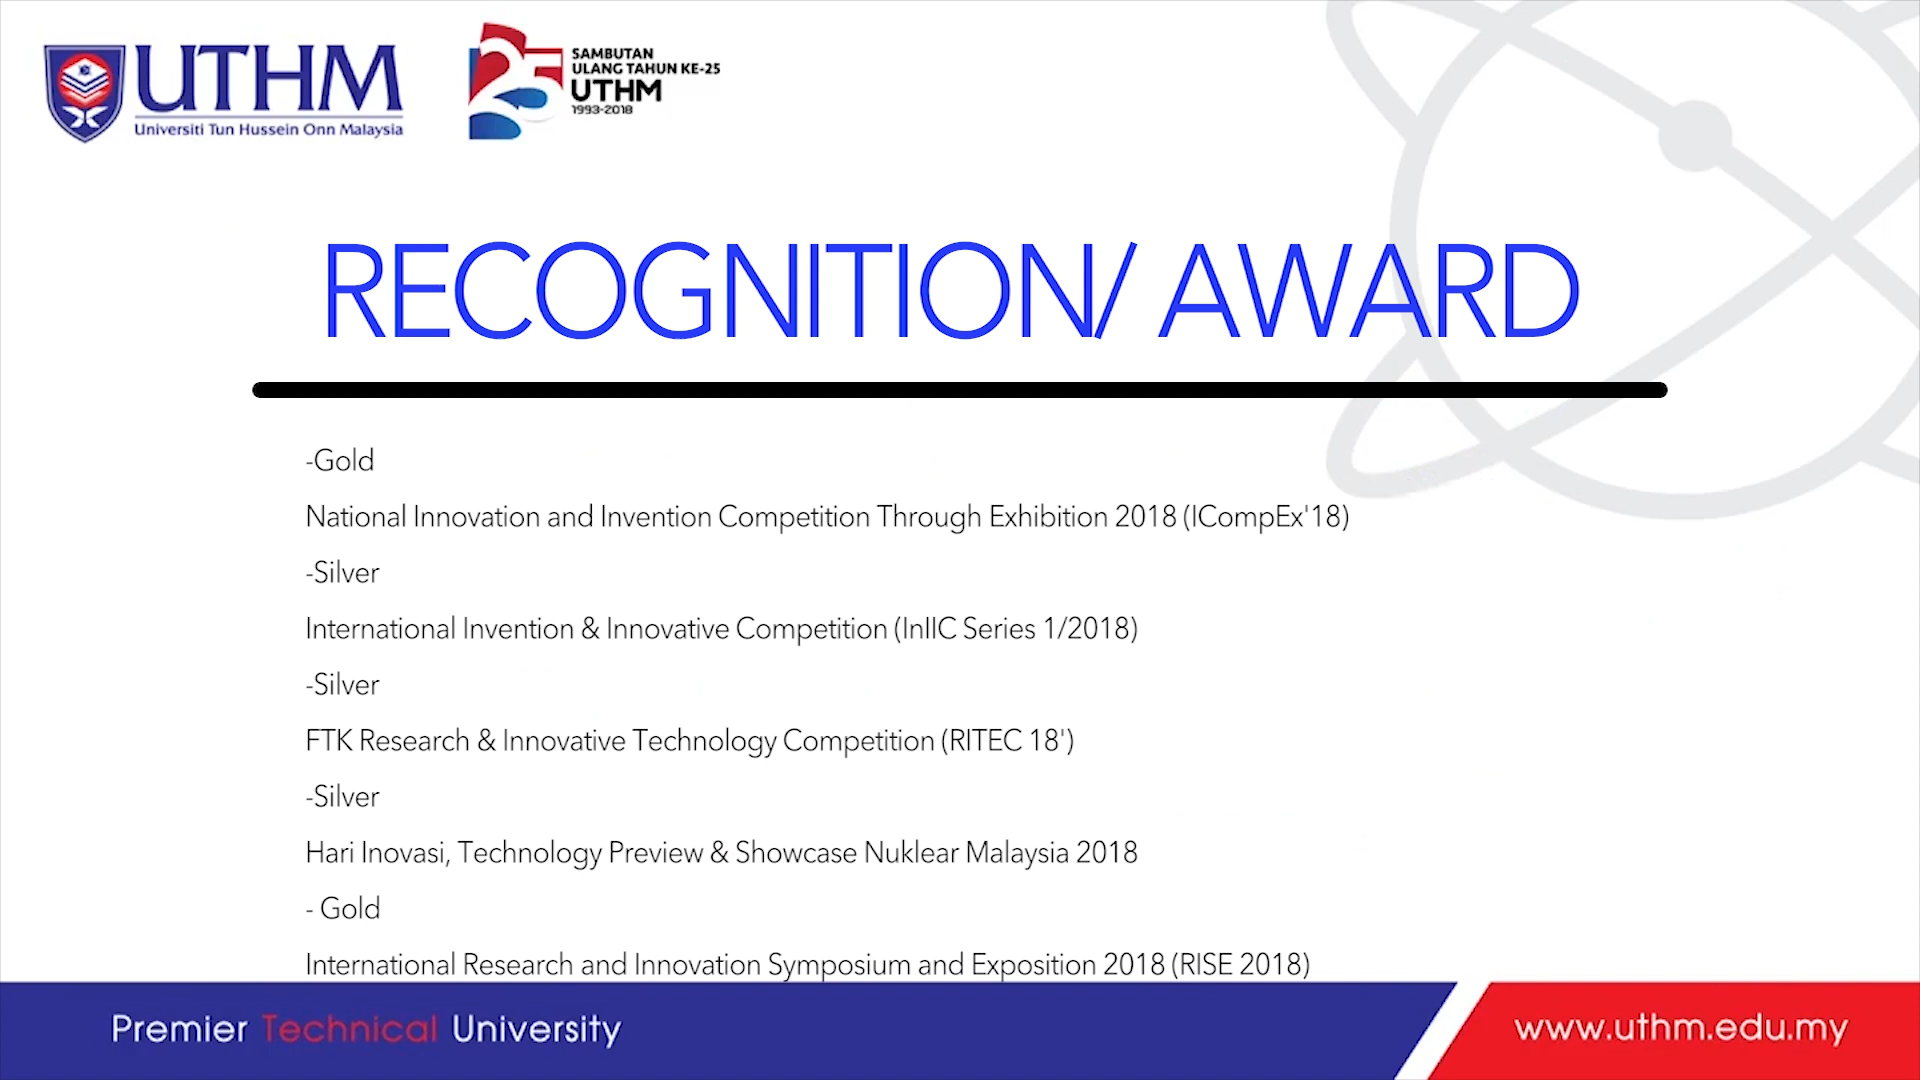 UTHM
Universiti Tun Hussein Onn Malaysia
25
SAMBUTAN
ULANG TAHUN KE-25
UTHM
1993-2018
RECOGNITION/ AWARD
-Gold
National Innovation and Invention Competition Through Exhibition 2018 (ICompEx'18)
-Silver
International Invention & Innovative Competition (InIIC Series 1/2018)
-Silver
FTK Research & Innovative Technology Competition (RITEC 18')
-Silver
Hari Inovasi, Technology Preview & Showcase Nuklear Malaysia 2018
- Gold
International Research and Innovation Symposium and Exposition 2018 (RISE 2018)
Premier Technical University
www.uthm.edu.my